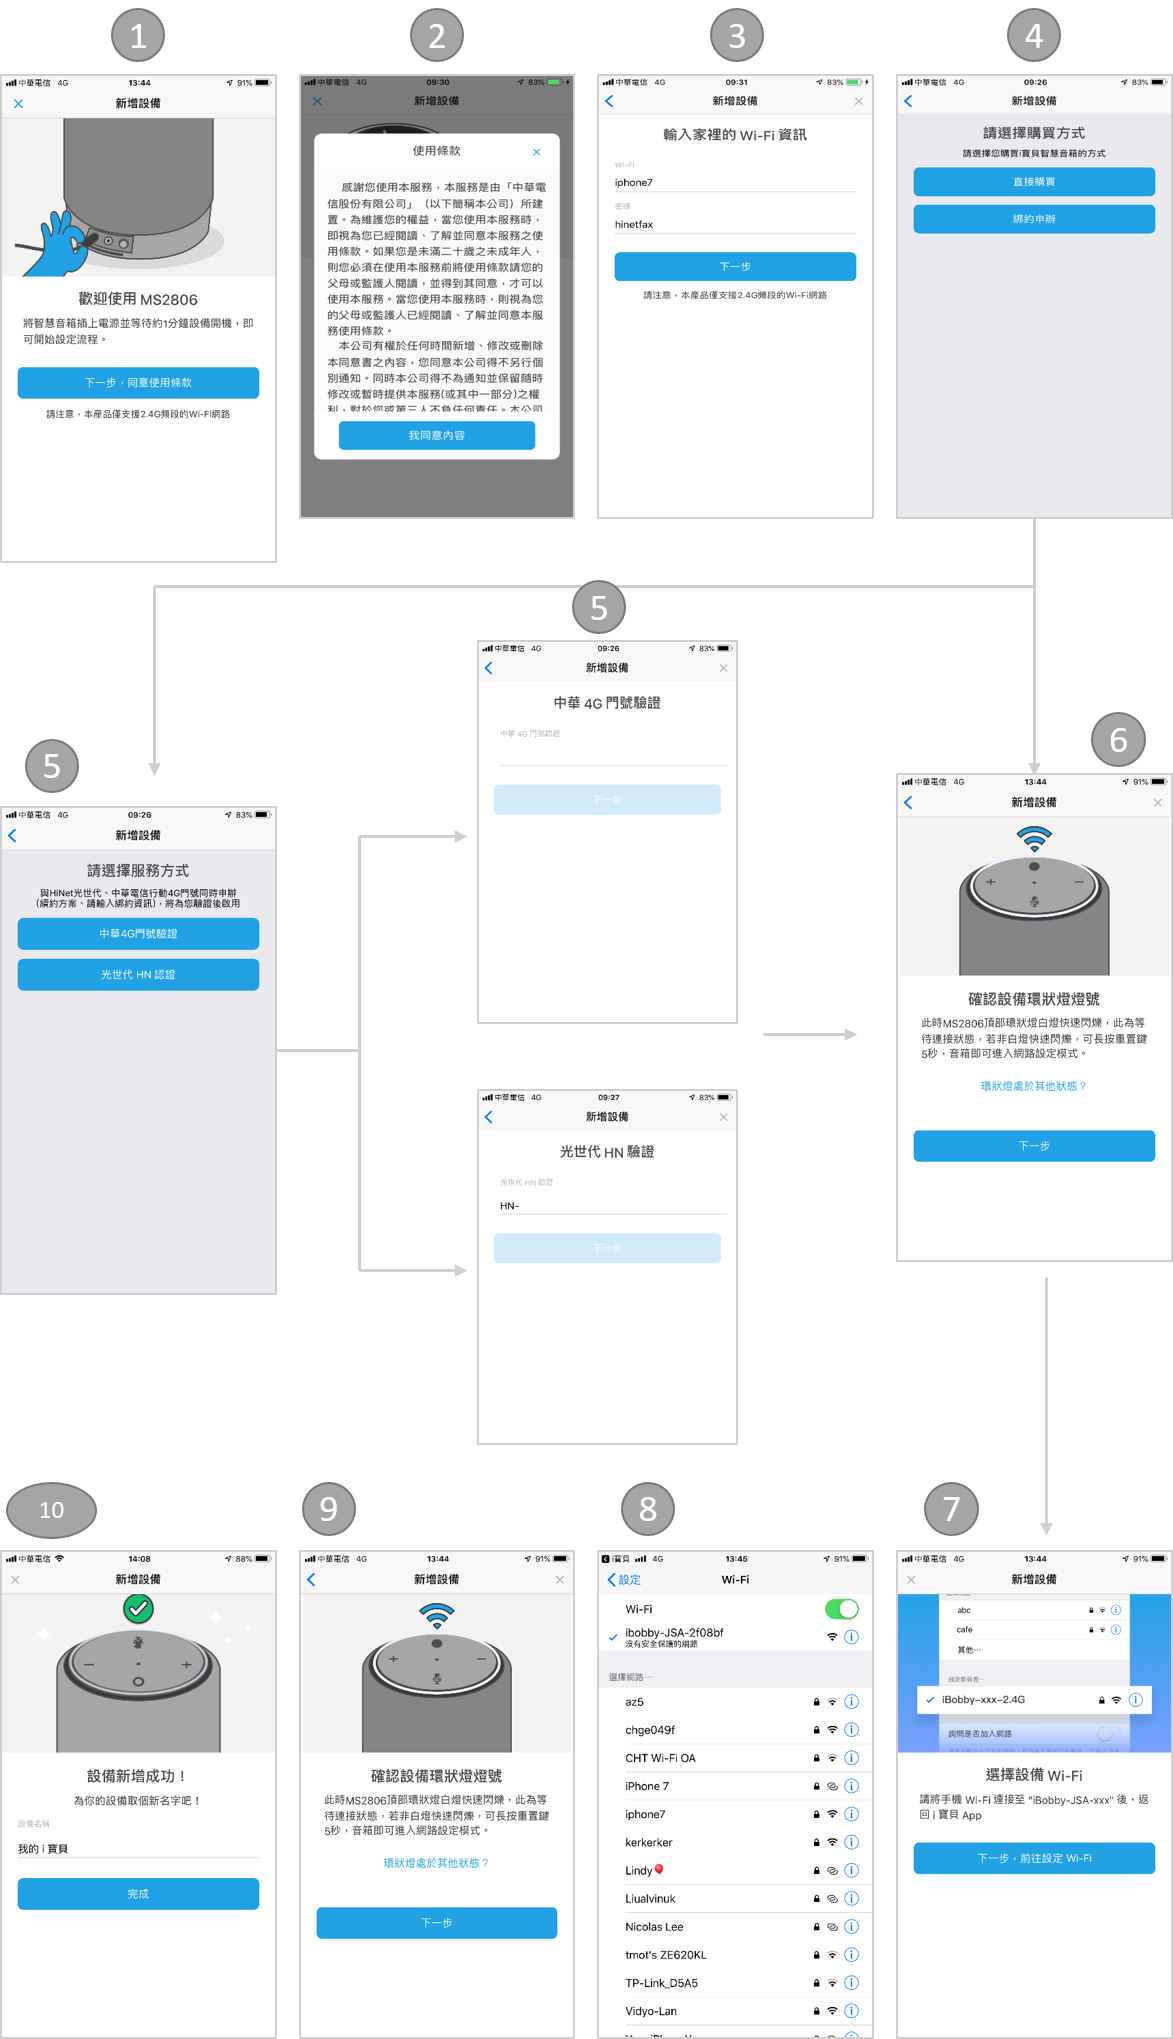 1
中華電信 4G 13:44 91%
新增設備
歡迎使用 MS2806
將智慧音箱插上電源並等待約1分鐘設備開機，即
可開始設定流程。
下一步，同意使用條款
請注意，本產品僅支援2.4G頻段的Wi-Fi網路
2
中華電信 4G 09:30 83%
新增設備
使用條款
感謝您使用本服務，本服務是由「中華電
信股份有限公司」（以下簡稱本公司）所建
置。為維護您的權益，當您使用本服務時，
即視為您已經閱讀、了解並同意本服務之使
用條款。如果您是未滿二十歲之未成年人，
則您必須在使用本服務前將使用條款請您的
父母或監護人閱讀，並得到其同意，才可以
使用本服務。當您使用本服務時，則視為您
的父母或監護人已經閱讀、了解並同意本服
務使用條款。
本公司有權於任何時間新增、修改或刪除
本同意書之內容，您同意本公司得不另行個
別通知。同時本公司得不為通知並保留隨時
修改或暫時提供本服務(或其中一部分)之權
利，對於您或第三人不負任何責任。本公司
我同意內容
3
中華電信 4G 09:31 83%
新增設備
輸入家裡的 Wi-Fi 資訊
Wi-Fi
iphone7
密碼
hinetfax
下一步
請注意，本產品僅支援2.4G頻段的Wi-Fi網路
4
中華電信 4G 09:26 83%
新增設備
請選擇購買方式
請選擇您購買i寶貝智慧音箱的方式
直接購買
綁約申辦
5
中華電信 4G 09:26 83%
新增設備
請選擇服務方式
與HiNet光世代、中華電信行動4G門號同時申辦
(續約方案、請輸入綁約資訊)，將為您驗證後啟用
中華4G門號驗證
光世代 HN 認證
5
中華電信 4G 09:26 83%
新增設備
中華 4G 門號驗證
中華 4G 門號驗證
下一步
中華電信 4G 09:27 83%
新增設備
光世代 HN 驗證
光世代 HN 認證
HN-
下一步
6
中華電信 4G 13:44 91%
新增設備
確認設備環狀燈燈號
此時MS2806頂部環狀燈白燈快速閃爍，此為等
待連接狀態，若非白燈快速閃爍，可長按重置鍵
5秒，音箱即可進入網路設定模式。
環狀燈處於其他狀態？
下一步
7
中華電信 4G 13:44 91%
新增設備
abc
cafe
其他…
設定新裝置…
iBobby-xxx-2.4G
詢問是否加入網路
選擇設備 Wi-Fi
請將手機 Wi-Fi 連接至 "iBobby-JSA-xxx" 後，返
回 i 寶貝 App
下一步，前往設定 Wi-Fi
8
i寶貝 4G 13:45 91%
設定 Wi-Fi
Wi-Fi
ibobby-JSA-2f08bf
沒有安全保護的網路
選擇網路…
az5
chge049f
CHT Wi-Fi OA
iPhone 7
iphone7
kerkerker
Lindy🎈
Liualvinuk
Nicolas Lee
tmot's ZE620KL
TP-Link_D5A5
Vidyo-Lan
9
中華電信 4G 13:44 91%
新增設備
確認設備環狀燈燈號
此時MS2806頂部環狀燈白燈快速閃爍，此為等
待連接狀態，若非白燈快速閃爍，可長按重置鍵
5秒，音箱即可進入網路設定模式。
環狀燈處於其他狀態？
下一步
10
中華電信 14:08 88%
新增設備
設備新增成功！
為你的設備取個新名字吧！
設備名稱
我的 i 寶貝
完成